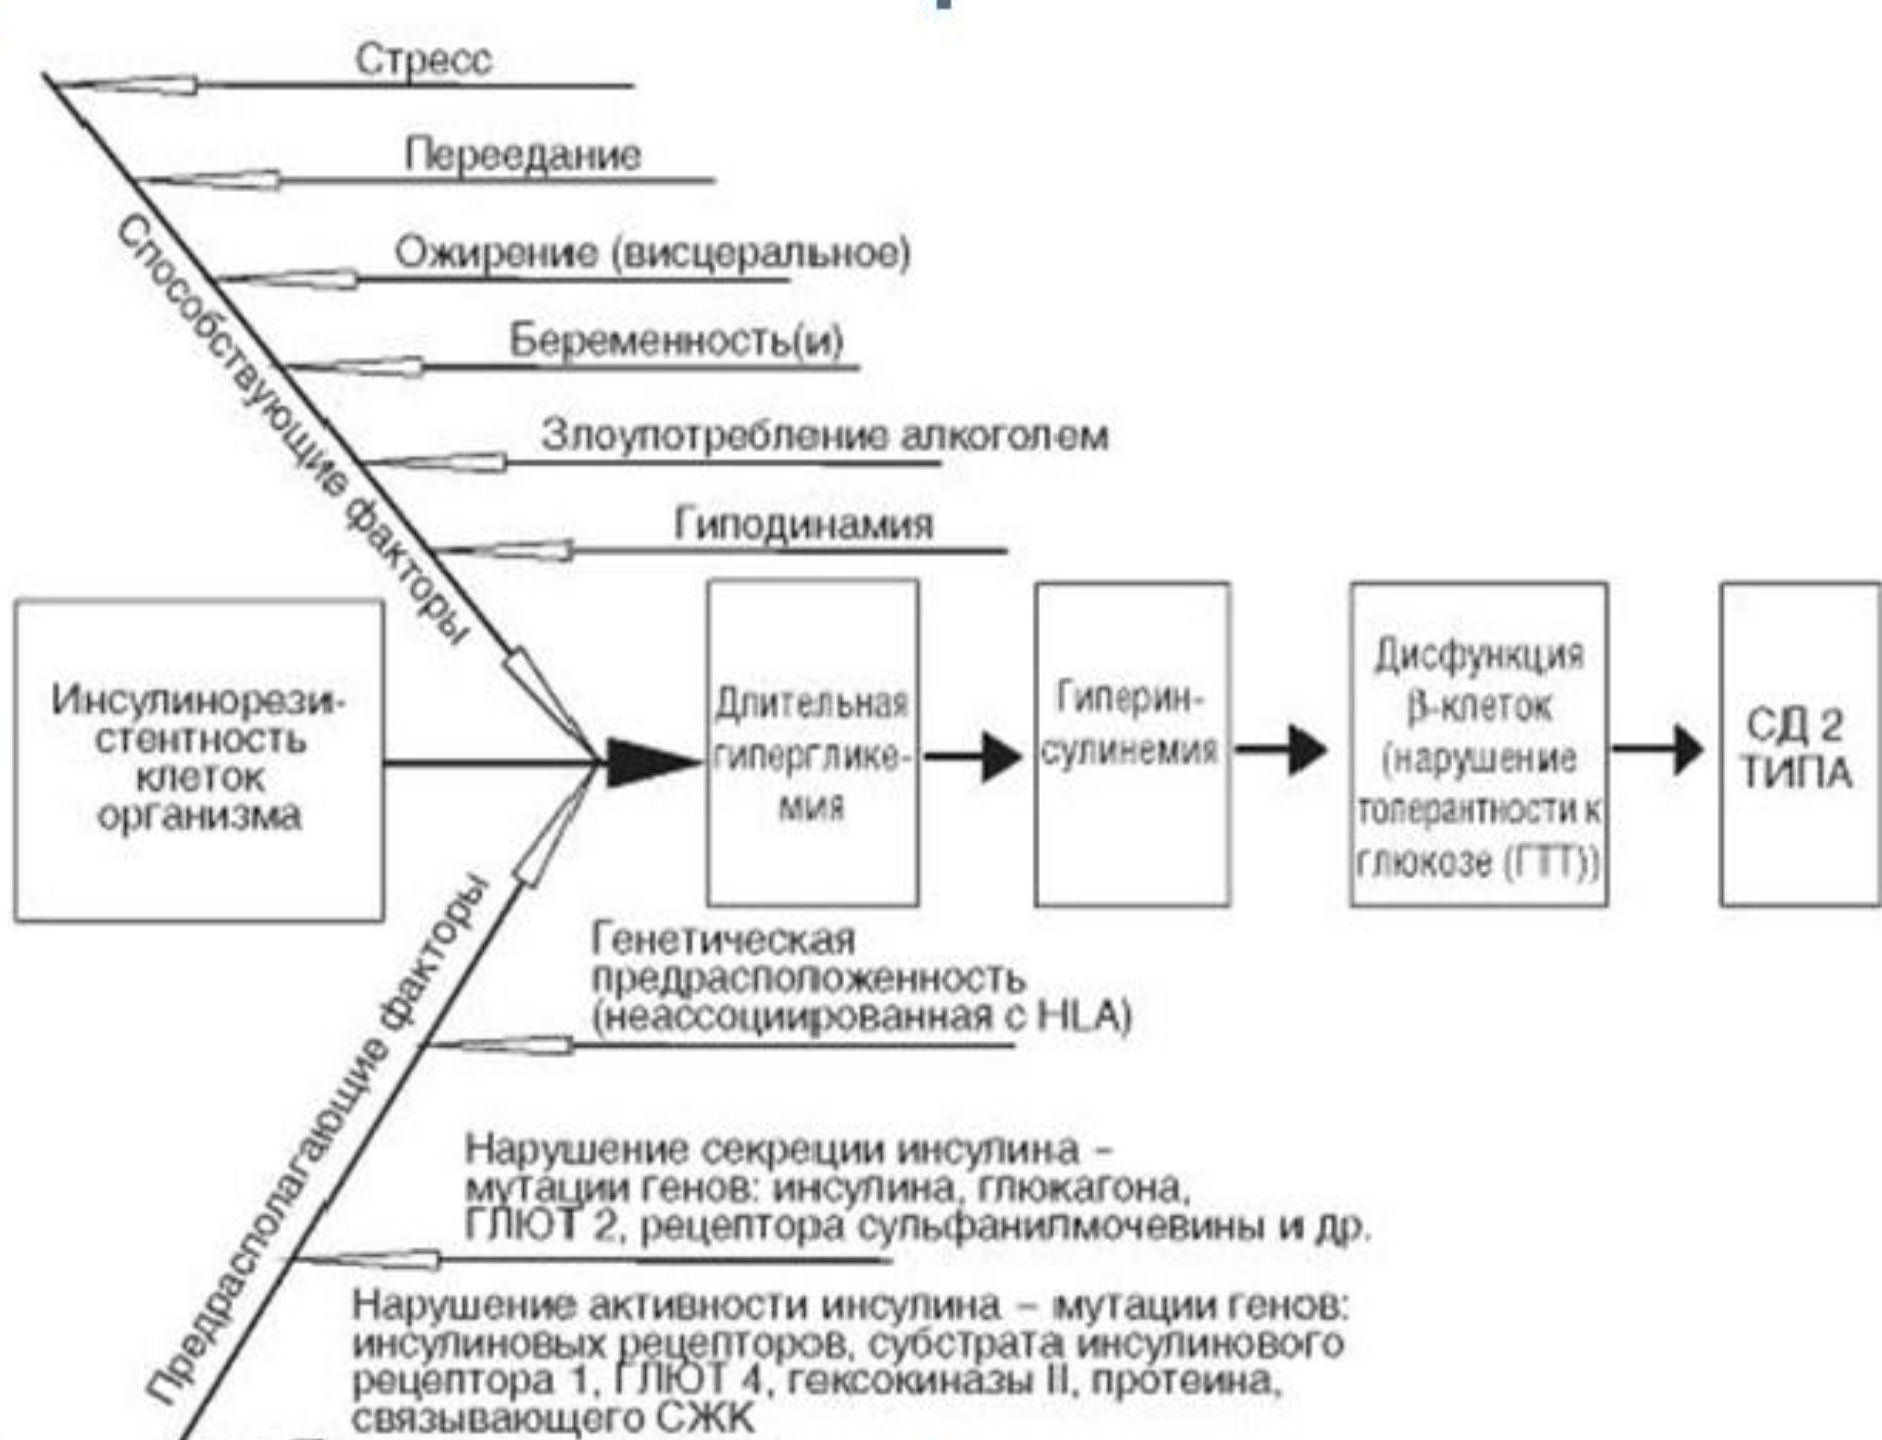 Стресс
Переедание
Ожирение (висцеральное)
Беременность(и)
Злоупотребление алкоголем
Гиподинамия
Способствующие факторы
Инсулинорези-
стентность
клеток
организма
Длительная
гипергликe-
мия
Гиперин-
сулинемия
Дисфункция
β-клеток
(нарушение
толерантности к
глюкозе (ГТТ))
СД 2
ТИПА
Предрасполагающие факторы
Генетическая
предрасположенность
(неассоциированная с HLA)
Нарушение секреции инсулина –
мутации генов: инсулина, глюкагона,
ГЛЮТ 2, рецептора сульфанилмочевины и др.
Нарушение активности инсулина – мутации генов:
инсулиновых рецепторов, субстрата инсулинового
рецептора 1, ГЛЮТ 4, гексокиназы II, протеина,
связывающего СЖК